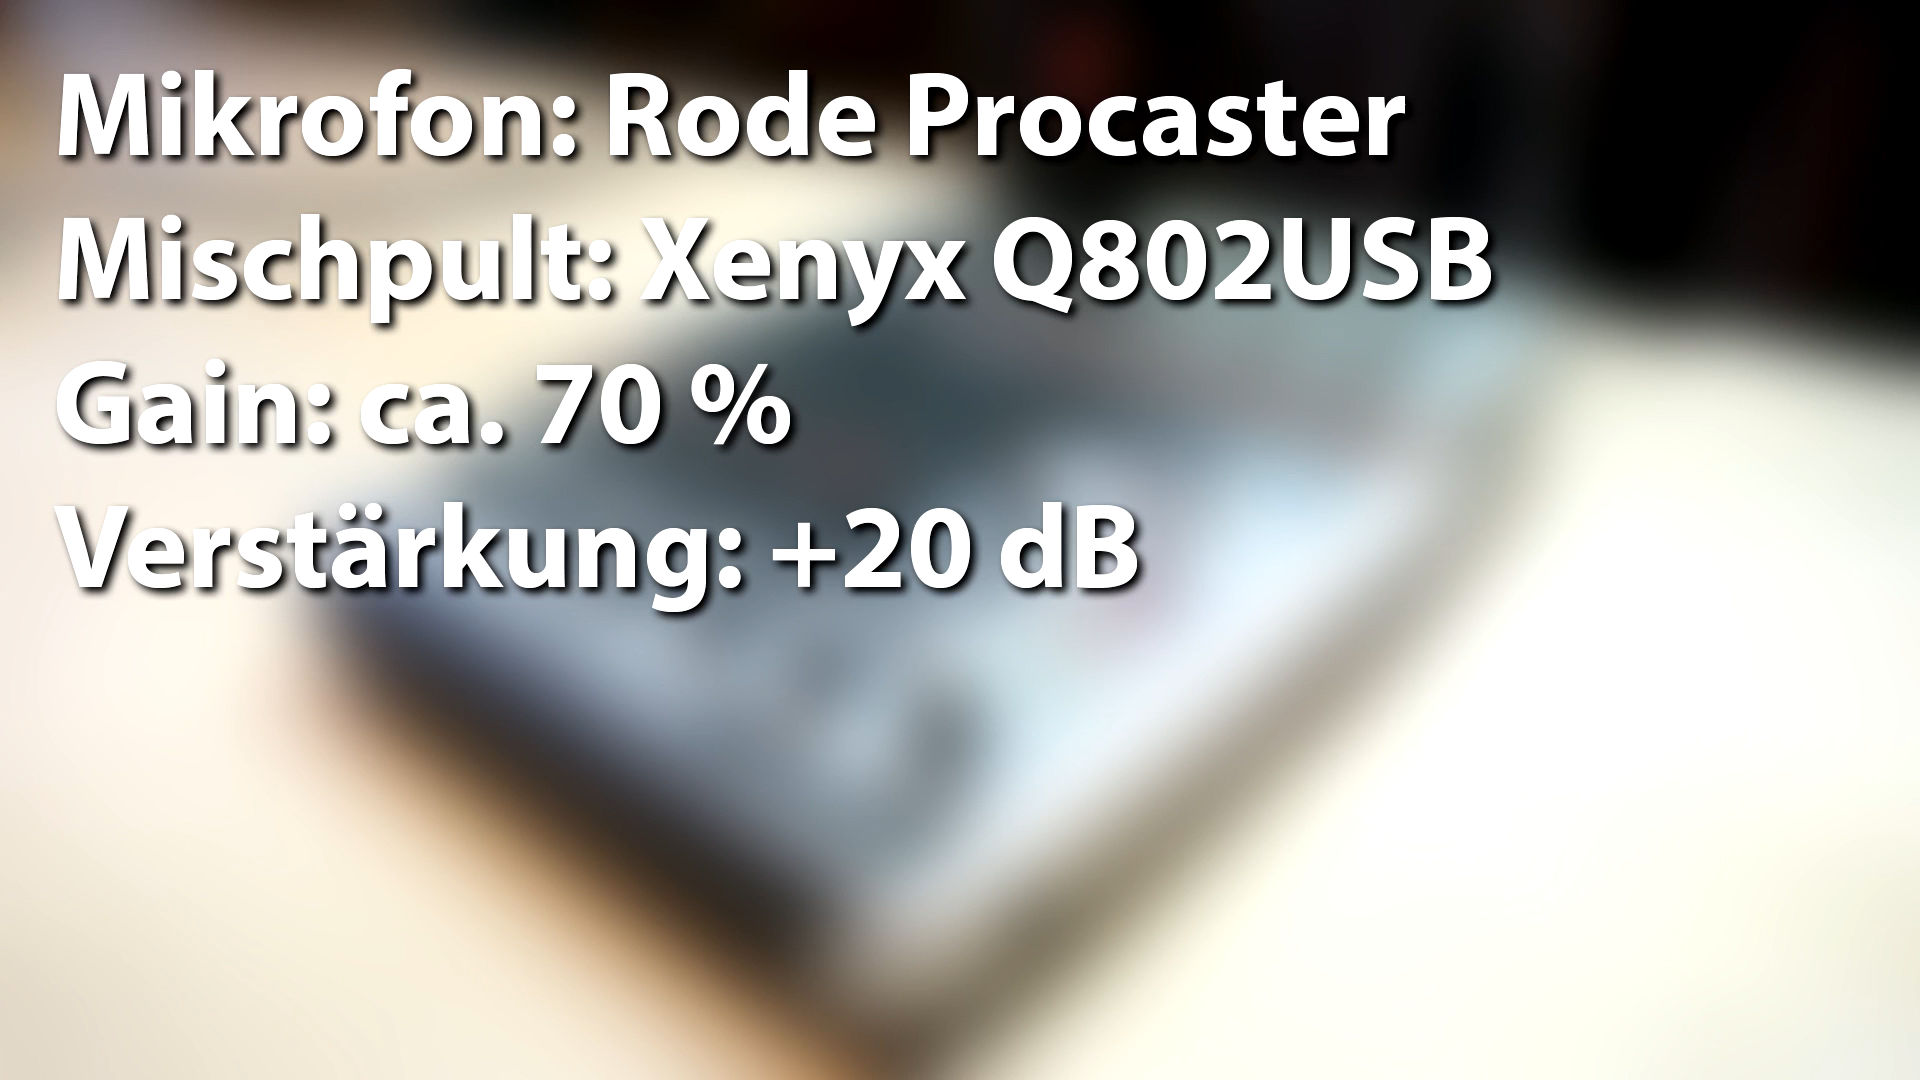 Mikrofon: Rode Procaster
Mischpult: Xenyx Q802USB
Gain: ca. 70 %
Verstärkung: +20 dB